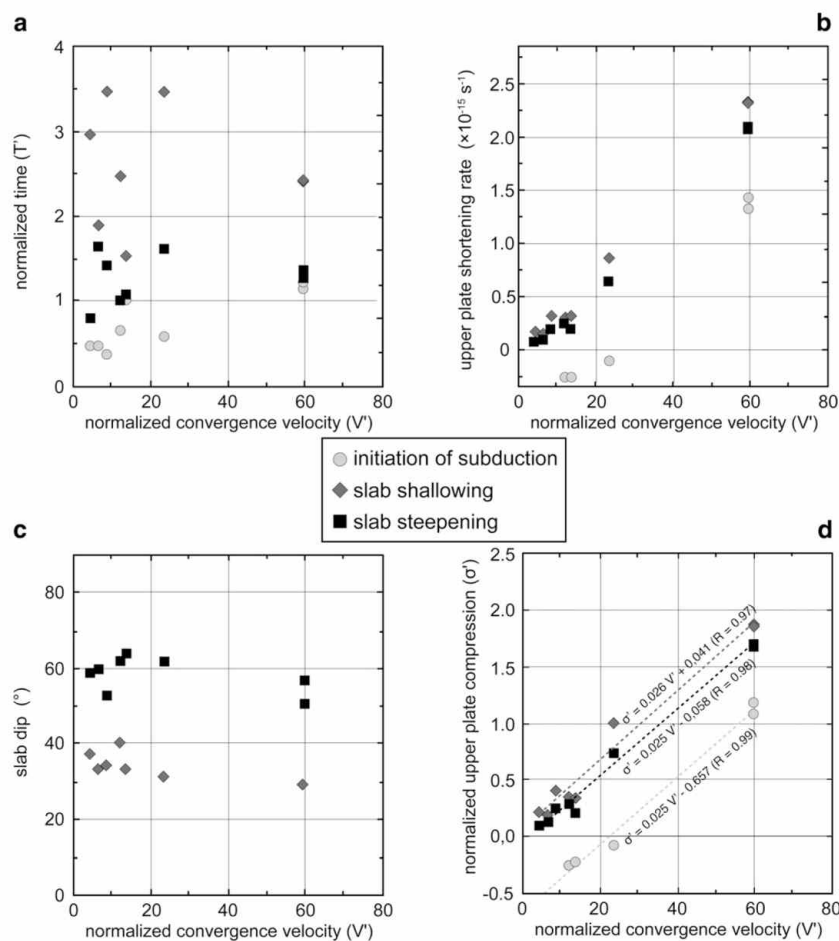 a
4
3
2
1
0
0
20
40
60
80
normalized time (T')
normalized convergence velocity (V')
b
2.5
2.0
1.5
1.0
0.5
0
0
20
40
60
80
upper plate shortening rate (×10⁻¹⁵ s⁻¹)
normalized convergence velocity (V')
initiation of subduction
slab shallowing
slab steepening
c
80
60
40
20
0
0
20
40
60
80
slab dip (°)
normalized convergence velocity (V')
d
2.5
2.0
1.5
1.0
0.5
0,0
-0.5
0
20
40
60
80
normalized upper plate compression (σ')
σ' = 0.026 V' + 0.041 (R = 0.97)
σ' = 0.025 V' - 0,058 (R = 0.98)
σ' = 0.025 V' - 0.657 (R = 0.99)
normalized convergence velocity (V')